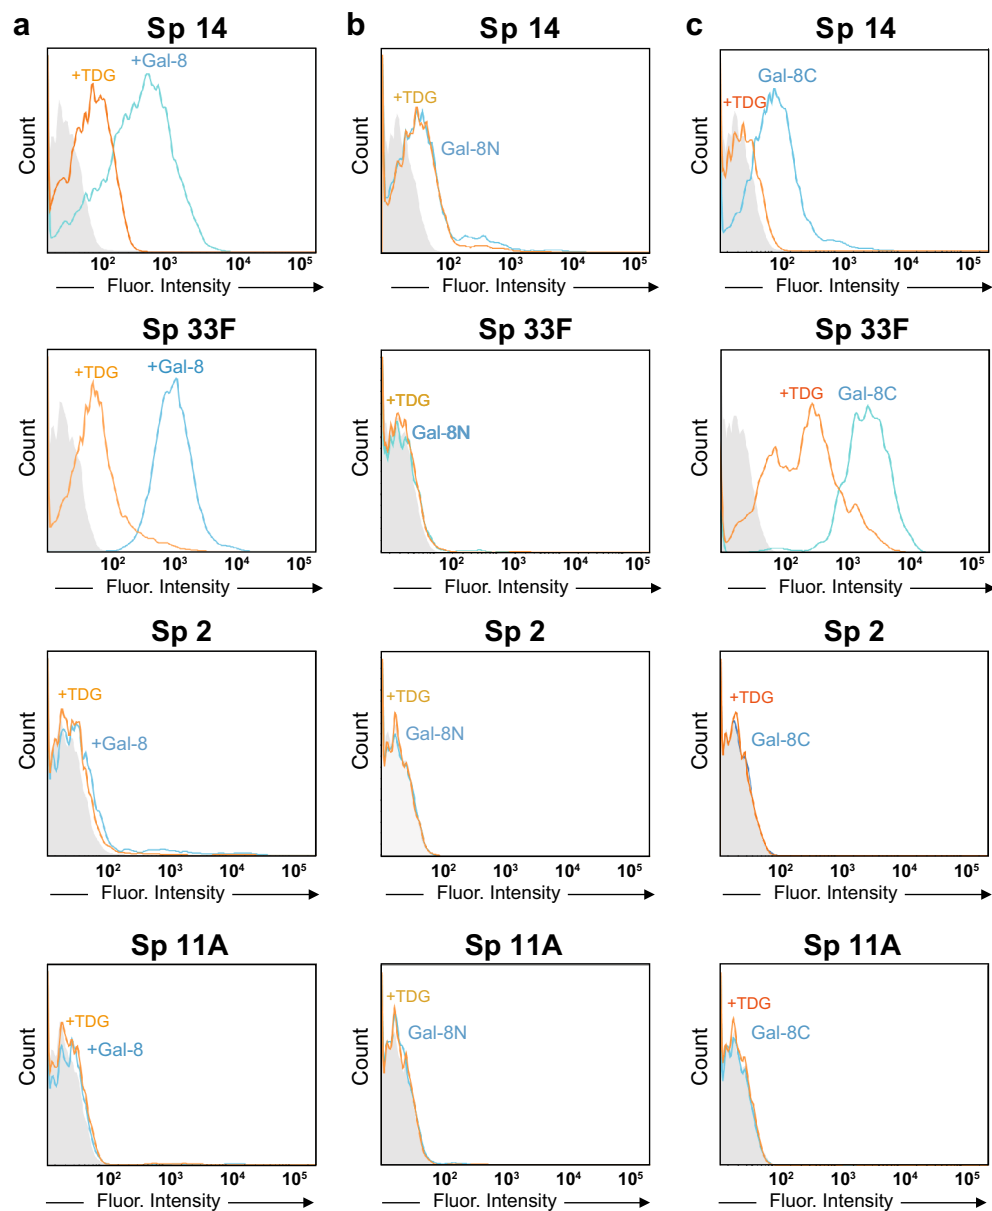 a
Sp 14
+TDG
+Gal-8
Count
10² 10³ 10⁴ 10⁵
Fluor. Intensity
Sp 33F
+TDG
+Gal-8
Count
10² 10³ 10⁴ 10⁵
Fluor. Intensity
Sp 2
+TDG
+Gal-8
Count
10² 10³ 10⁴ 10⁵
Fluor. Intensity
Sp 11A
+TDG
+Gal-8
Count
10² 10³ 10⁴ 10⁵
Fluor. Intensity
b
Sp 14
+TDG
Gal-8N
Count
10² 10³ 10⁴ 10⁵
Fluor. Intensity
Sp 33F
+TDG
Gal-8N
Count
10² 10³ 10⁴ 10⁵
Fluor. Intensity
Sp 2
+TDG
Gal-8N
Count
10² 10³ 10⁴ 10⁵
Fluor. Intensity
Sp 11A
+TDG
Gal-8N
Count
10² 10³ 10⁴ 10⁵
Fluor. Intensity
c
Sp 14
Gal-8C
+TDG
Count
10² 10³ 10⁴ 10⁵
Fluor. Intensity
Sp 33F
+TDG
Gal-8C
Count
10² 10³ 10⁴ 10⁵
Fluor. Intensity
Sp 2
+TDG
Gal-8C
Count
10² 10³ 10⁴ 10⁵
Fluor. Intensity
Sp 11A
+TDG
Gal-8C
Count
10² 10³ 10⁴ 10⁵
Fluor. Intensity